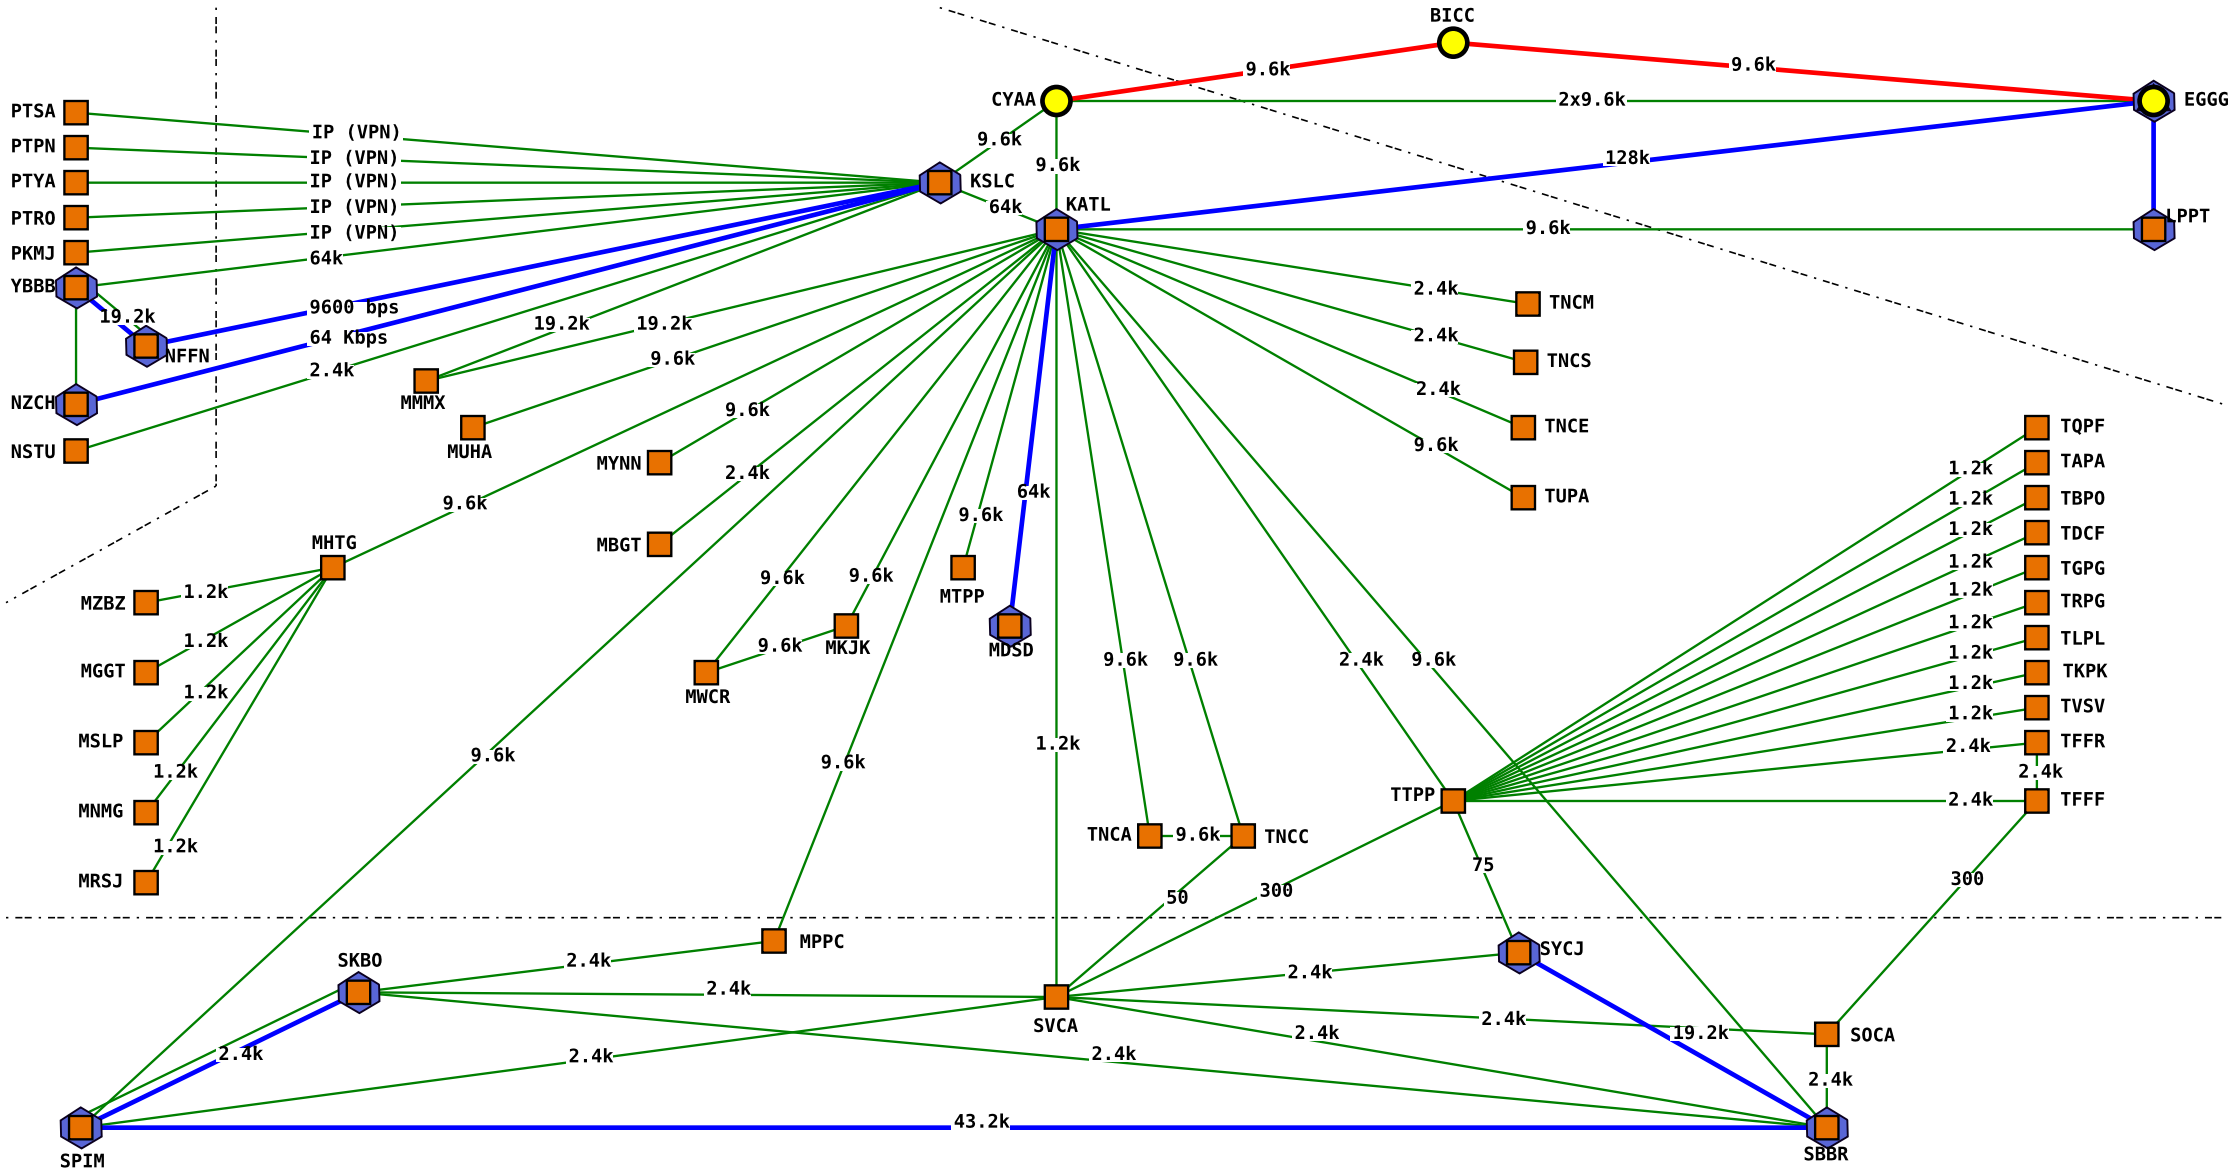 BICC
9.6k
9.6k
CYAA
2x9.6k
EGGG
PTSA
IP (VPN)
PTPN
IP (VPN)
PTYA
IP (VPN)
PTRO
IP (VPN)
PKMJ
IP (VPN)
YBBB
64k
9.6k
9.6k
128k
KSLC
64k
KATL
LPPT
9.6k
19.2k
NFFN
9600 bps
64 Kbps
2.4k
NZCH
NSTU
19.2k
19.2k
9.6k
MMMX
MUHA
2.4k
TNCM
2.4k
TNCS
2.4k
TNCE
9.6k
TUPA
9.6k
MYNN
2.4k
MBGT
9.6k
64k
9.6k
MHTG
MZBZ
1.2k
MGGT
1.2k
MSLP
1.2k
MNMG
1.2k
MRSJ
1.2k
9.6k
9.6k
MTPP
9.6k
MKJK
MDSD
MWCR
9.6k
9.6k
2.4k
9.6k
TQPF
1.2k
TAPA
1.2k
TBPO
1.2k
TDCF
1.2k
TGPG
1.2k
TRPG
1.2k
TLPL
1.2k
TKPK
1.2k
TVSV
1.2k
TFFR
2.4k
2.4k
TFFF
2.4k
9.6k
9.6k
1.2k
TTPP
TNCA
9.6k
TNCC
75
50
300
300
MPPC
SKBO
2.4k
2.4k
SYCJ
2.4k
SVCA
2.4k
19.2k
SOCA
2.4k
2.4k
2.4k
2.4k
2.4k
43.2k
SPIM
SBBR